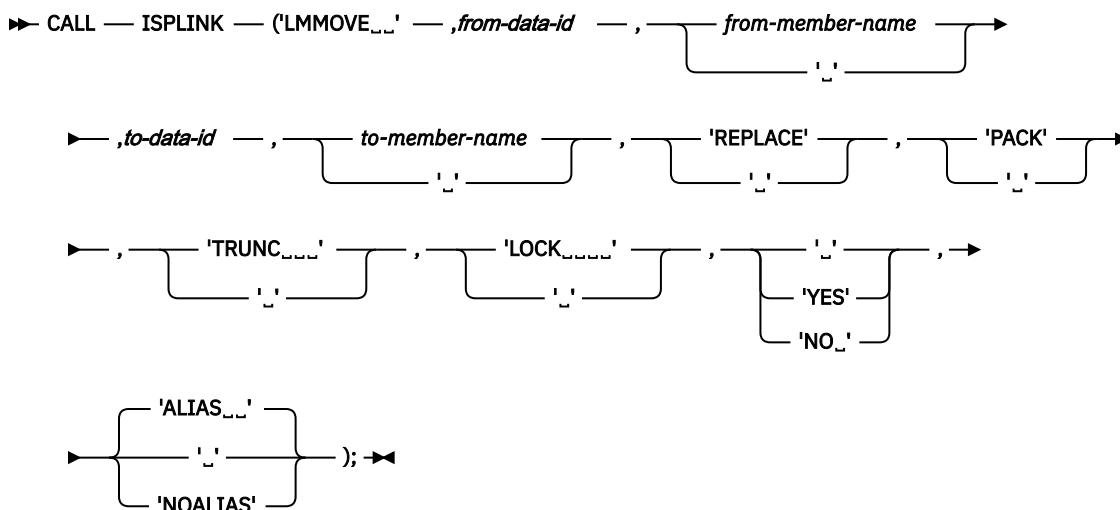 CALL ISPLINK ('LMMOVE␣␣' ,from-data-id , from-member-name
'␣'
,to-data-id , to-member-name , 'REPLACE' , 'PACK'
'␣' '␣' '␣'
, 'TRUNC␣␣␣' , 'LOCK␣␣␣␣' , '␣' ,
'␣' '␣' 'YES'
'NO␣'
'ALIAS␣␣'
'␣' );
'NOALIAS'